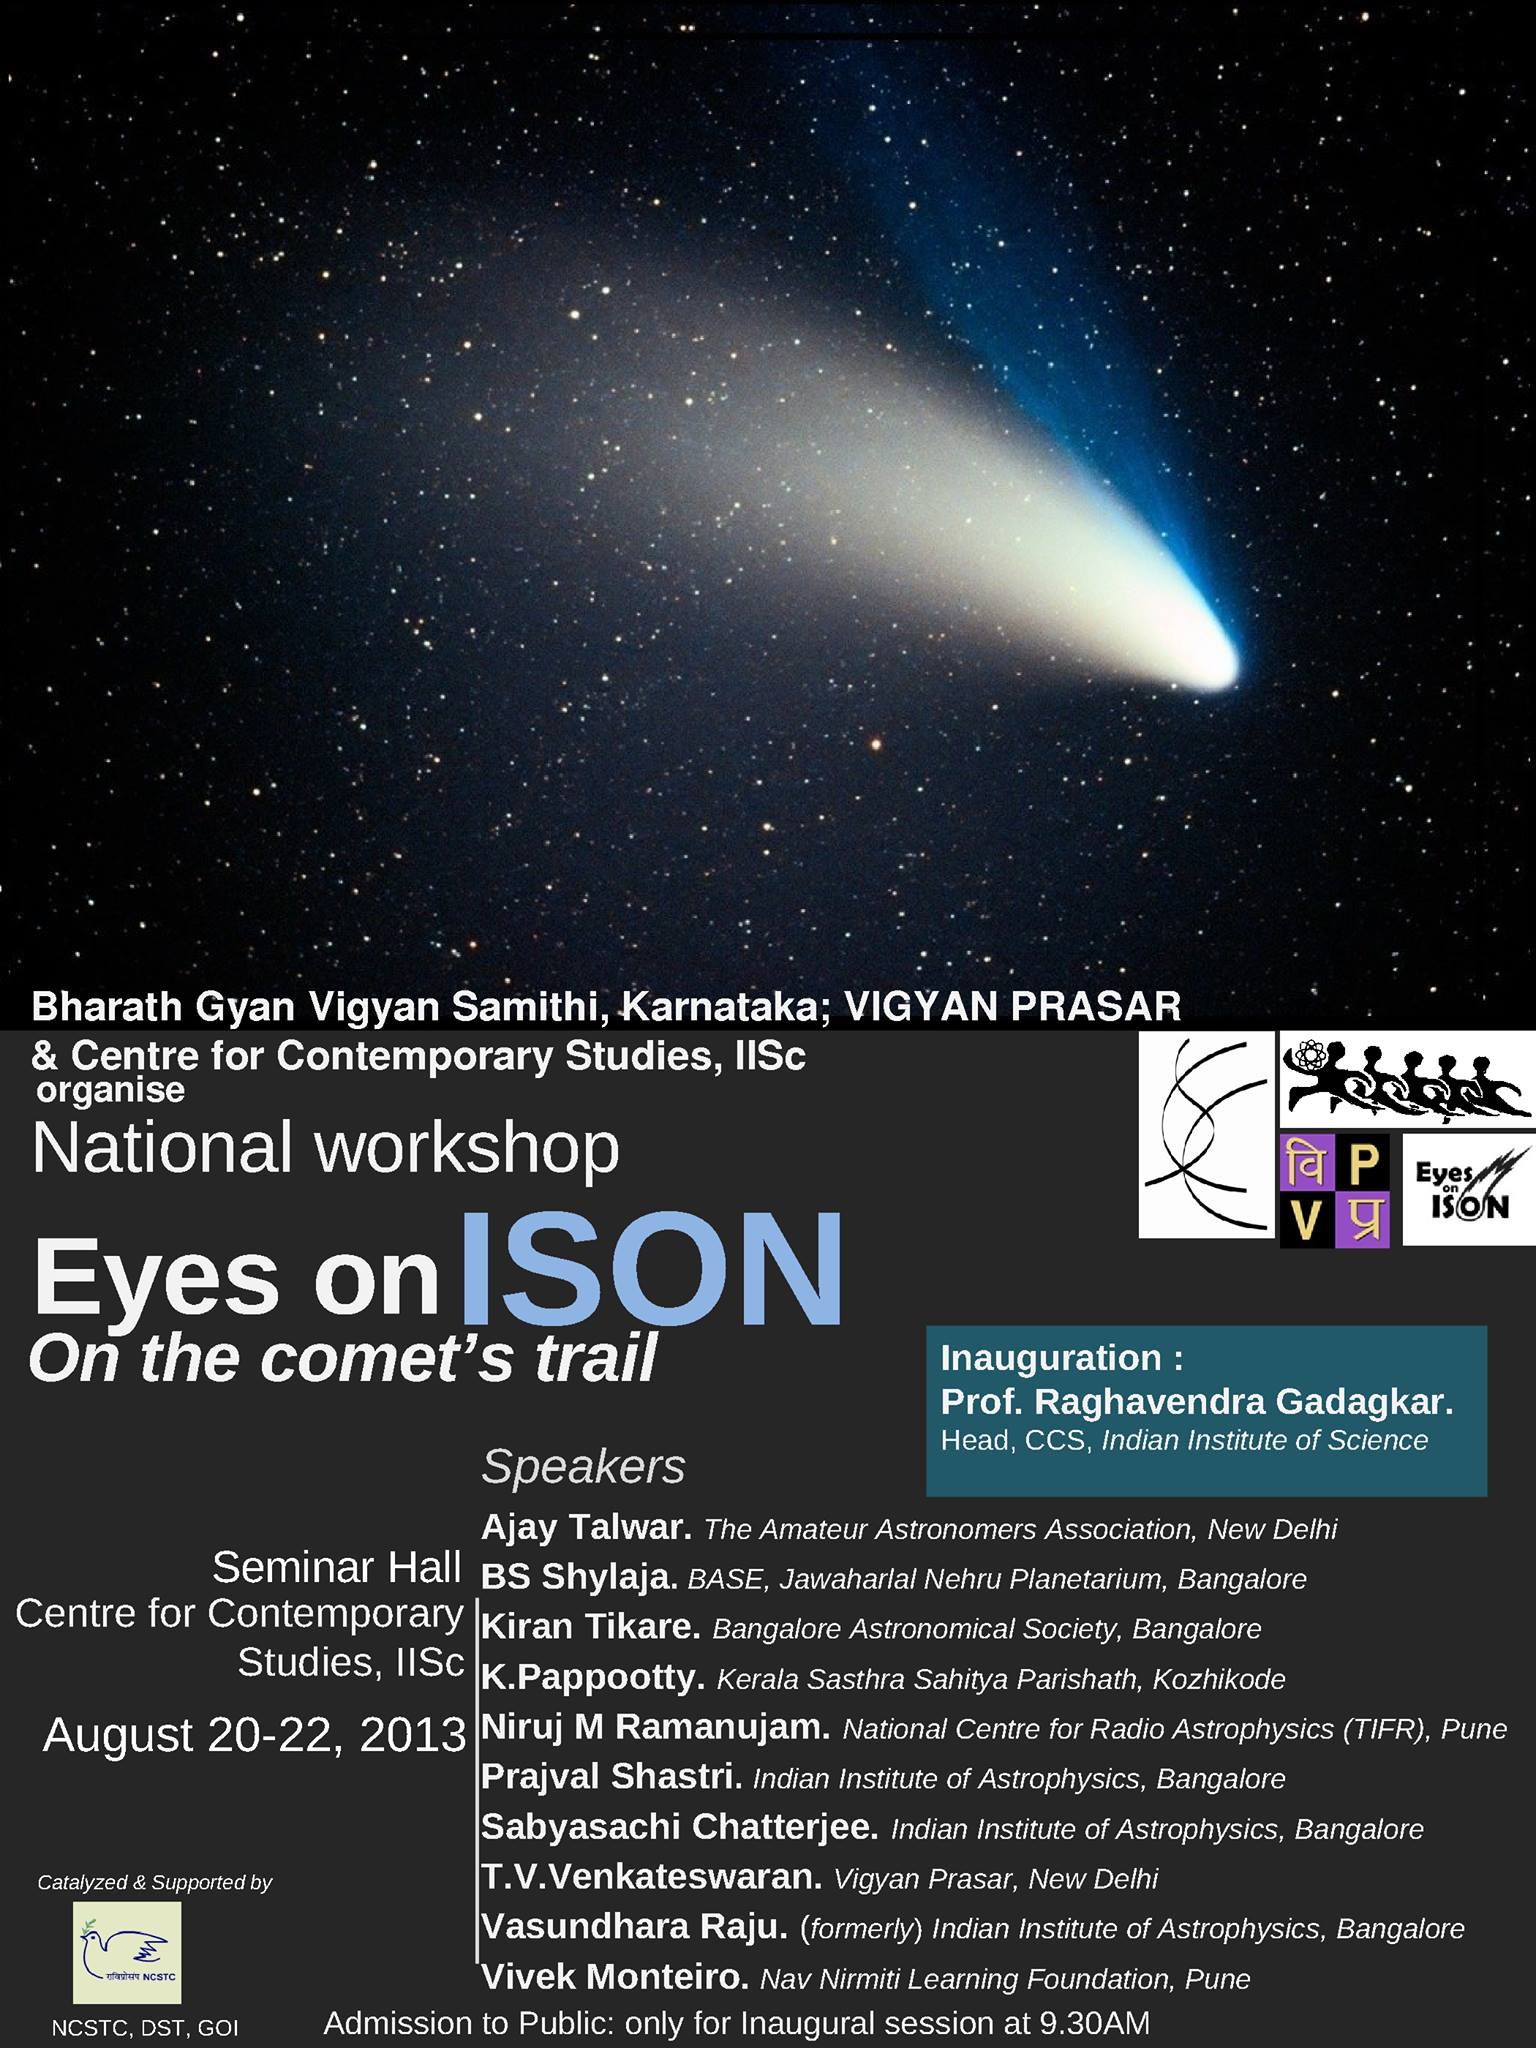 Bharath Gyan Vigyan Samithi, Karnataka; VIGYAN PRASAR
& Centre for Contemporary Studies, IISc
organise
National workshop
Eyes on ISON
On the comet’s trail
वि P
V प्र
Eyes
on
ISON
Inauguration :
Prof. Raghavendra Gadagkar.
Head, CCS, Indian Institute of Science
Speakers
Ajay Talwar. The Amateur Astronomers Association, New Delhi
BS Shylaja. BASE, Jawaharlal Nehru Planetarium, Bangalore
Kiran Tikare. Bangalore Astronomical Society, Bangalore
K.Pappootty. Kerala Sasthra Sahitya Parishath, Kozhikode
Niruj M Ramanujam. National Centre for Radio Astrophysics (TIFR), Pune
Prajval Shastri. Indian Institute of Astrophysics, Bangalore
Sabyasachi Chatterjee. Indian Institute of Astrophysics, Bangalore
T.V.Venkateswaran. Vigyan Prasar, New Delhi
Vasundhara Raju. (formerly) Indian Institute of Astrophysics, Bangalore
Vivek Monteiro. Nav Nirmiti Learning Foundation, Pune
Seminar Hall
Centre for Contemporary
Studies, IISc
August 20-22, 2013
Catalyzed & Supported by
राविप्रौसंप NCSTC
NCSTC, DST, GOI
Admission to Public: only for Inaugural session at 9.30AM